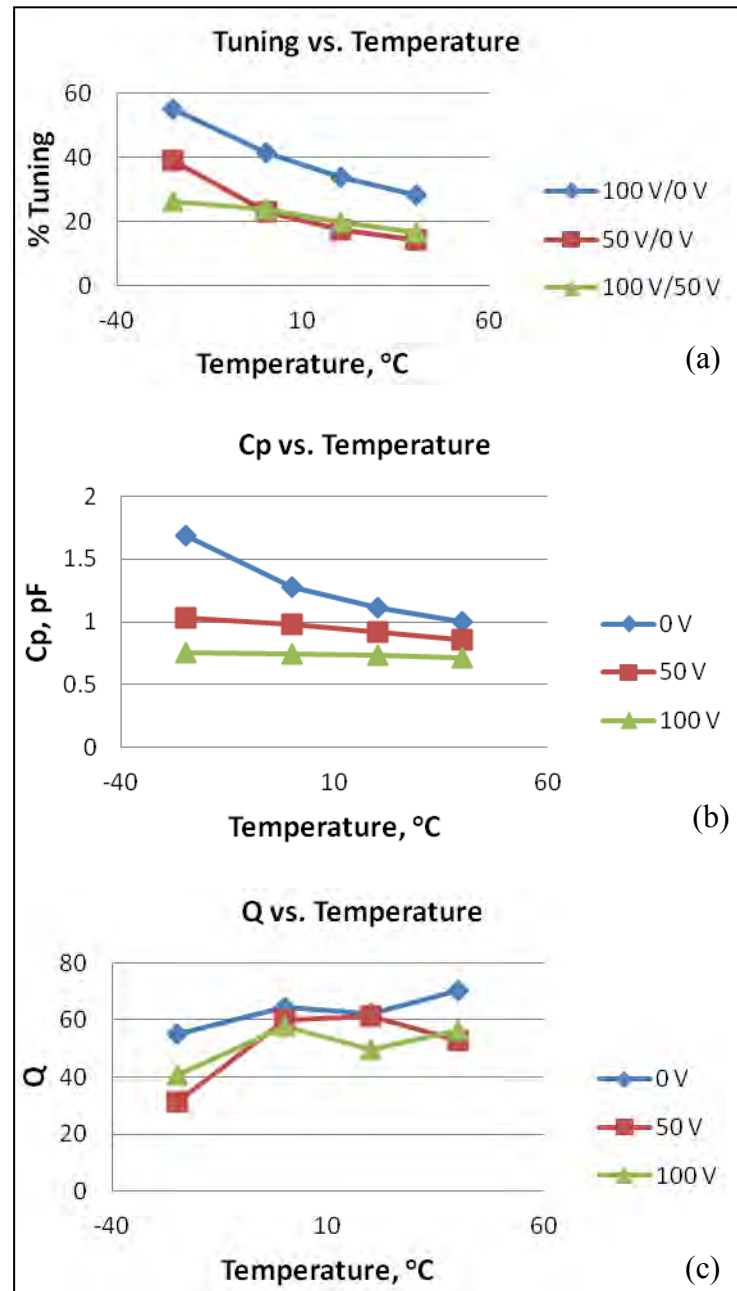 Tuning vs. Temperature
60
40
20
0
% Tuning
-40 10 60
Temperature, °C
100 V/0 V
50 V/0 V
100 V/50 V
(a)
Cp vs. Temperature
2
1.5
1
0.5
0
Cp, pF
-40 10 60
Temperature, °C
0 V
50 V
100 V
(b)
Q vs. Temperature
80
60
40
20
0
Q
-40 10 60
Temperature, °C
0 V
50 V
100 V
(c)